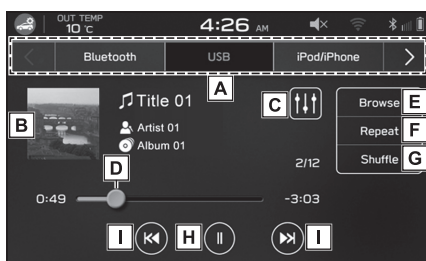 OUT TEMP
10 °C
4:26 AM
Bluetooth USB iPod/iPhone
A
B
Title 01
C
Browse E
Artist 01
Repeat F
Album 01
D
2/12
Shuffle G
0:49 -3:03
I H I